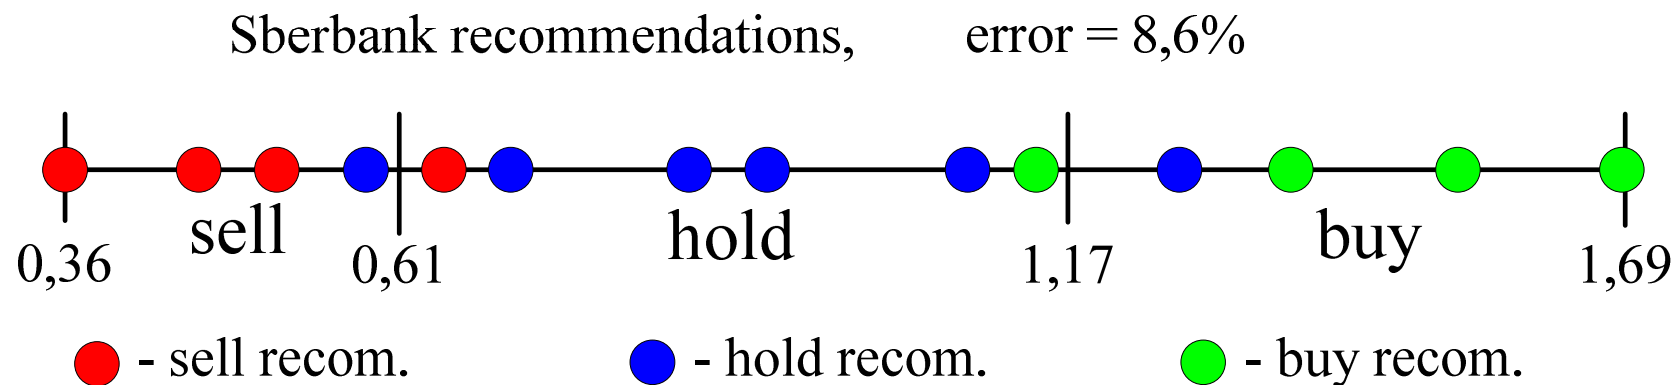 Sberbank recommendations, error = 8,6%
sell hold buy
0,36 0,61 1,17 1,69
- sell recom. - hold recom. - buy recom.